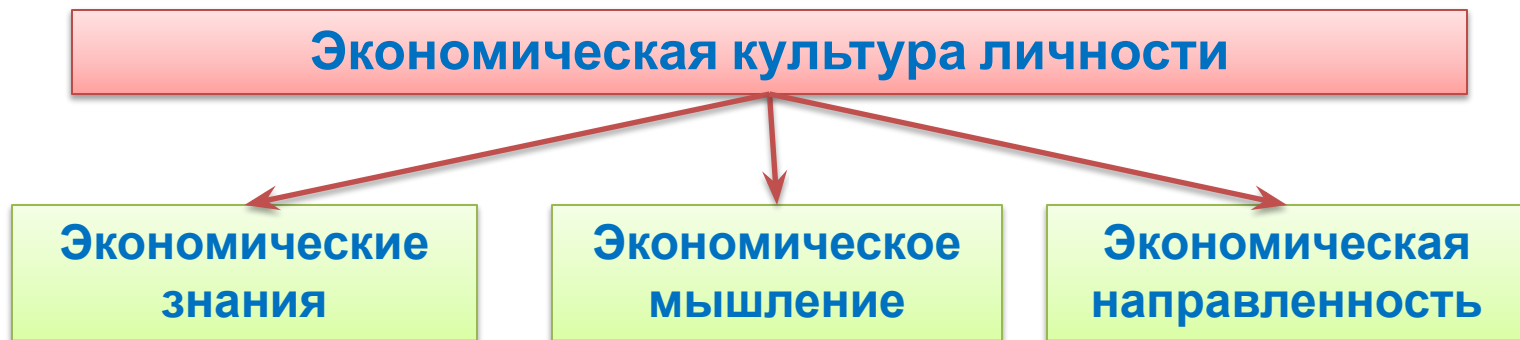 Экономическая культура личности
Экономические
знания
Экономическое
мышление
Экономическая
направленность